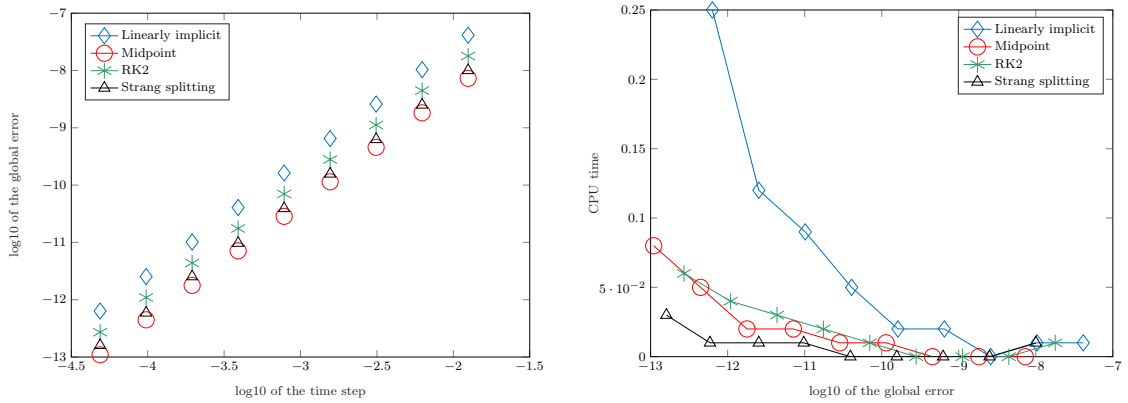 −7
−8
−9
−10
−11
−12
−13
−4.5
−4
−3.5
−3
−2.5
−2
−1.5
log10 of the global error
log10 of the time step
Linearly implicit
Midpoint
RK2
Strang splitting
0.25
0.2
0.15
0.1
5 · 10−2
0
−13
−12
−11
−10
−9
−8
−7
CPU time
log10 of the global error
Linearly implicit
Midpoint
RK2
Strang splitting